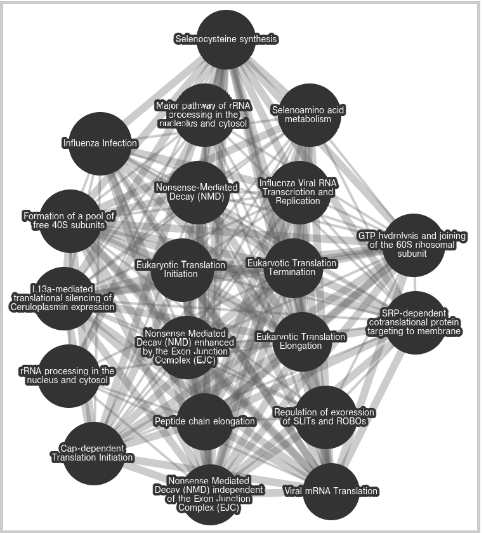 Selenocysteine synthesis
Major pathway of rRNA
processing in the
nucleolus and cytosol
Selenoamino acid
metabolism
Influenza Infection
Nonsense-Mediated
Decay (NMD)
Influenza Viral RNA
Transcription and
Replication
Formation of a pool of
free 40S subunits
GTP hydrolysis and joining
of the 60S ribosomal
subunit
Eukaryotic Translation
Initiation
Eukaryotic Translation
Termination
L13a-mediated
translational silencing of
Ceruloplasmin expression
SRP-dependent
cotranslational protein
targeting to membrane
Nonsense Mediated
Decay (NMD) enhanced
by the Exon Junction
Complex (EJC)
Eukaryotic Translation
Elongation
rRNA processing in the
nucleus and cytosol
Peptide chain elongation
Regulation of expression
of SLITs and ROBOs
Cap-dependent
Translation Initiation
Nonsense Mediated
Decay (NMD) independent
of the Exon Junction
Complex (EJC)
Viral mRNA Translation